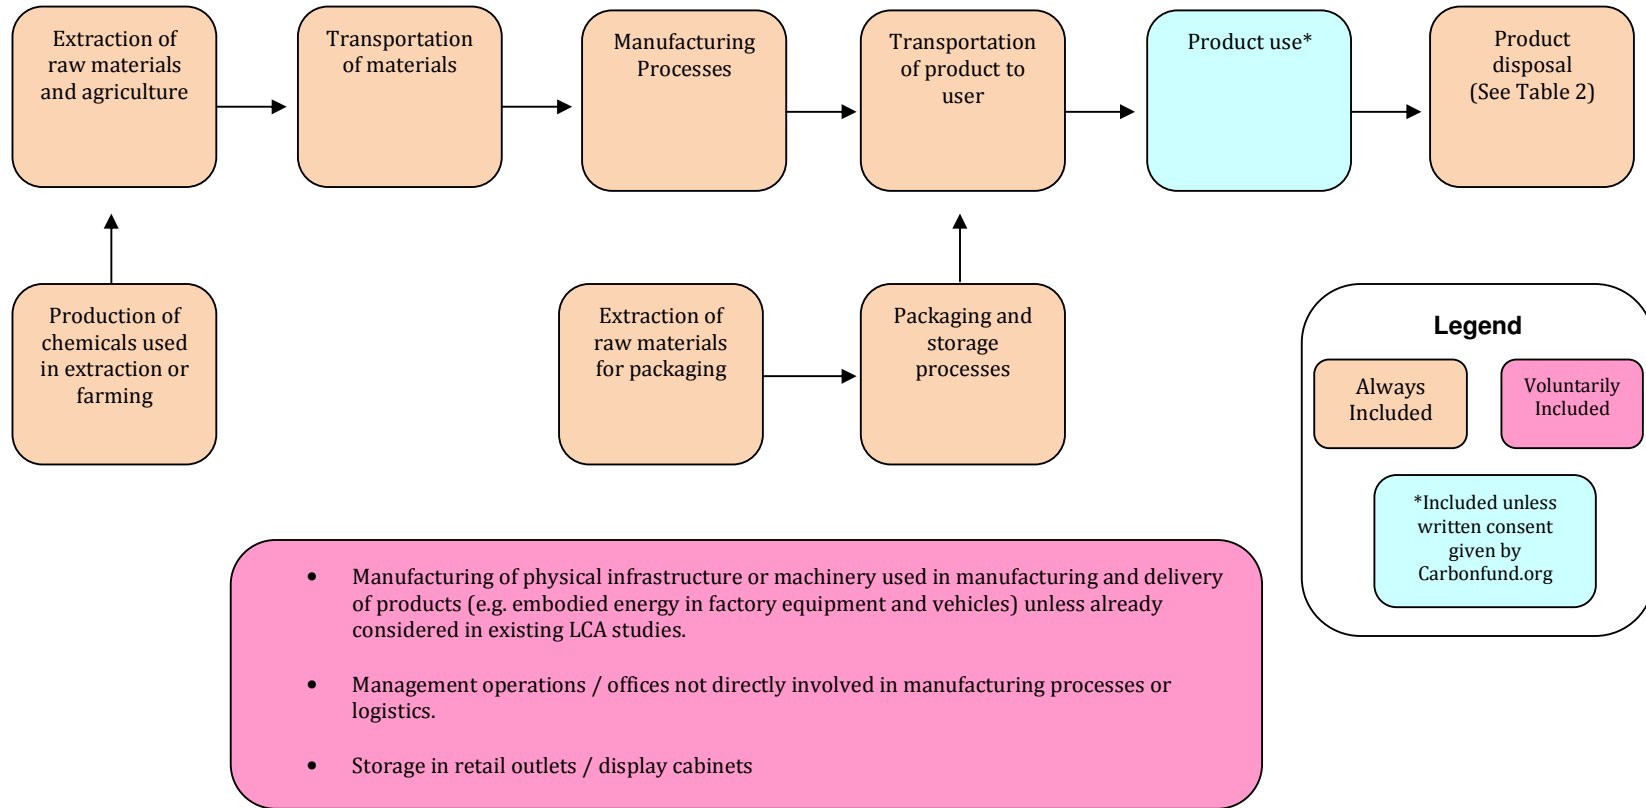 Extraction of
raw materials
and agriculture
Transportation
of materials
Manufacturing
Processes
Transportation
of product to
user
Product use*
Product
disposal
(See Table 2)
Production of
chemicals used
in extraction or
farming
Extraction of
raw materials
for packaging
Packaging and
storage
processes
Legend
Always
Included
Voluntarily
Included
*Included unless
written consent
given by
Carbonfund.org
• Manufacturing of physical infrastructure or machinery used in manufacturing and delivery
of products (e.g. embodied energy in factory equipment and vehicles) unless already
considered in existing LCA studies.
• Management operations / offices not directly involved in manufacturing processes or
logistics.
• Storage in retail outlets / display cabinets